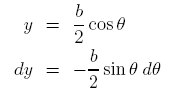 y = b/2 cos θ
dy = −b/2 sin θ dθ